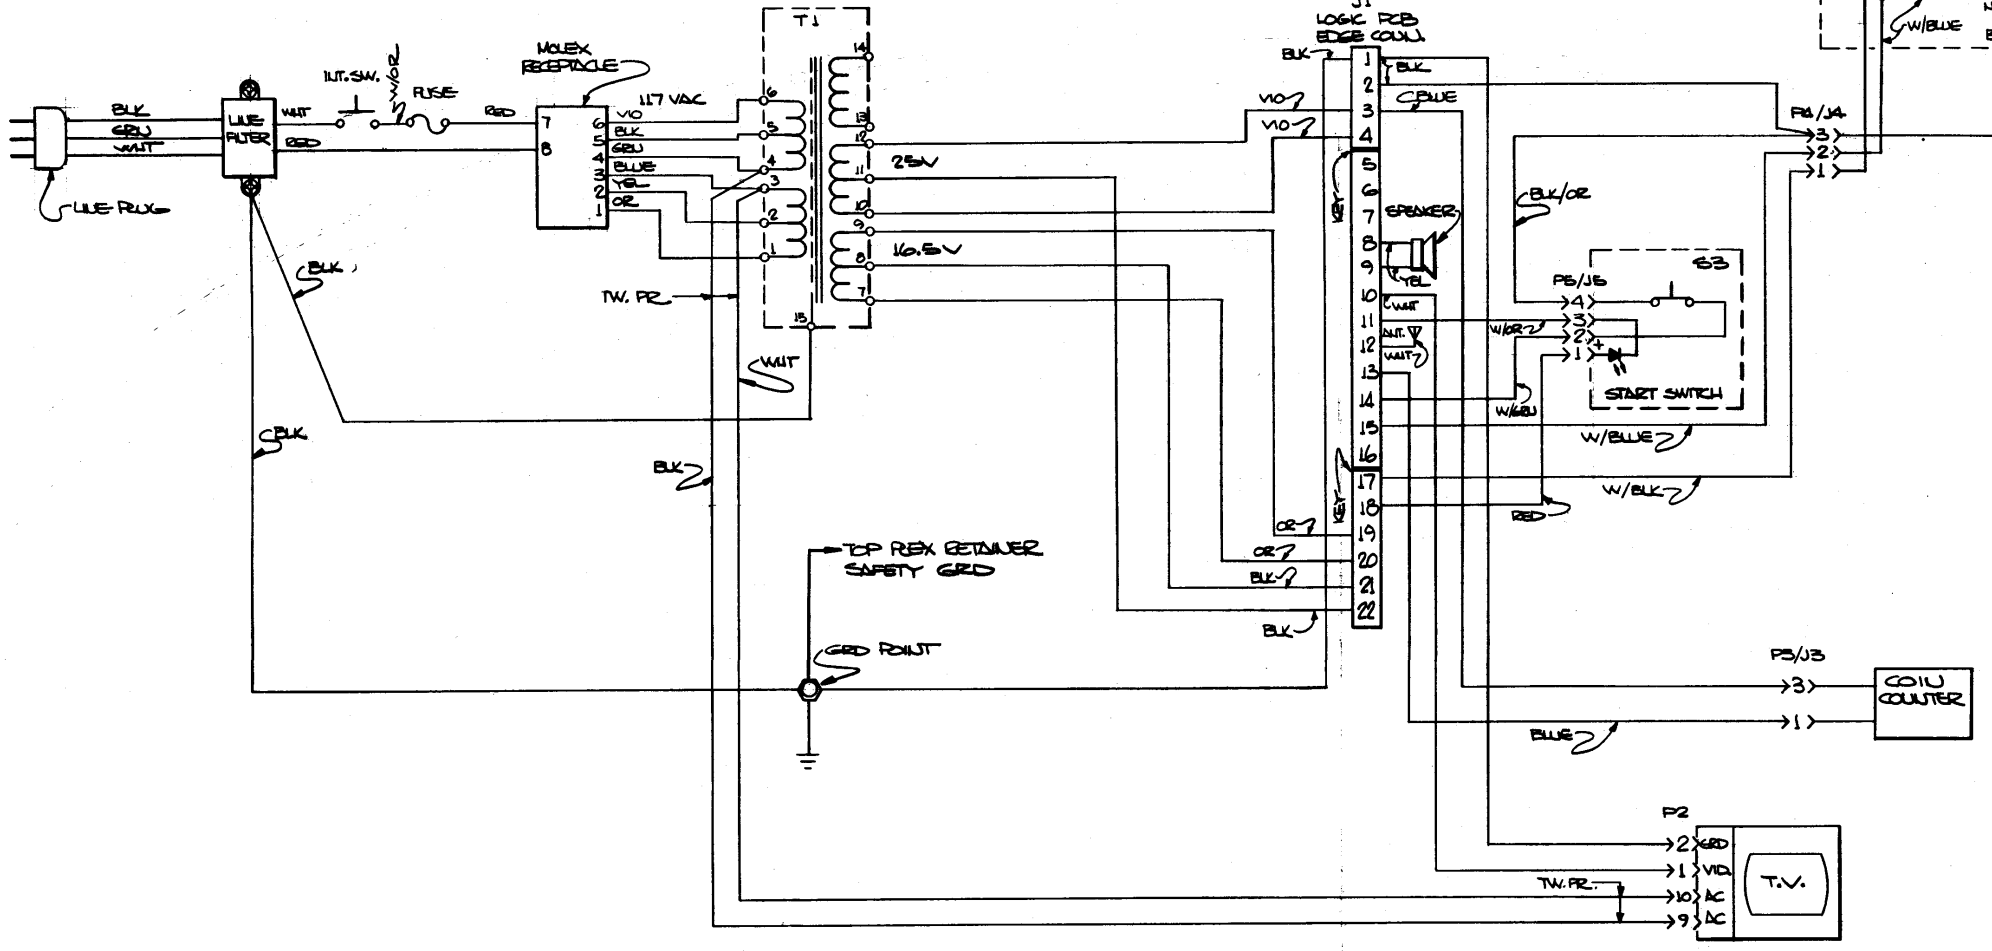 T1
J1
LOGIC PCB
EDGE CONN.
MOLEX
RECEPTACLE
INT. SW.
W/OR
FUSE
BLK
GRN
WHT
LINE
FILTER
WHT
RED
RED
LINE PLUG
7
8
6
5
4
3
2
1
VIO
BLK
GRN
BLUE
YEL
OR
117 VAC
6
5
4
3
2
1
14
13
12
11
10
9
8
7
15
25V
16.5V
TW. PR.
WHT
BLK
BLK
BLK
TOP PLEX RETAINER
SAFETY GRD
GRD POINT
BLK
VIO
VIO
KEY
KEY
OR
OR
BLK
BLK
1
2
3
4
5
6
7
8
9
10
11
12
13
14
15
16
17
18
19
20
21
22
BLK
BLUE
SPEAKER
YEL
WHT
ANT.
WHT
W/OR
W/GRN
W/BLUE
W/BLK
RED
BLK/OR
P5/J5
4
3
2
1
+
S3
START SWITCH
P4/J4
3
2
1
W/BLUE
P3/J3
3
1
COIN
COUNTER
BLUE
P2
2 GRD
1 VID.
10 AC
9 AC
TW. PR.
T.V.